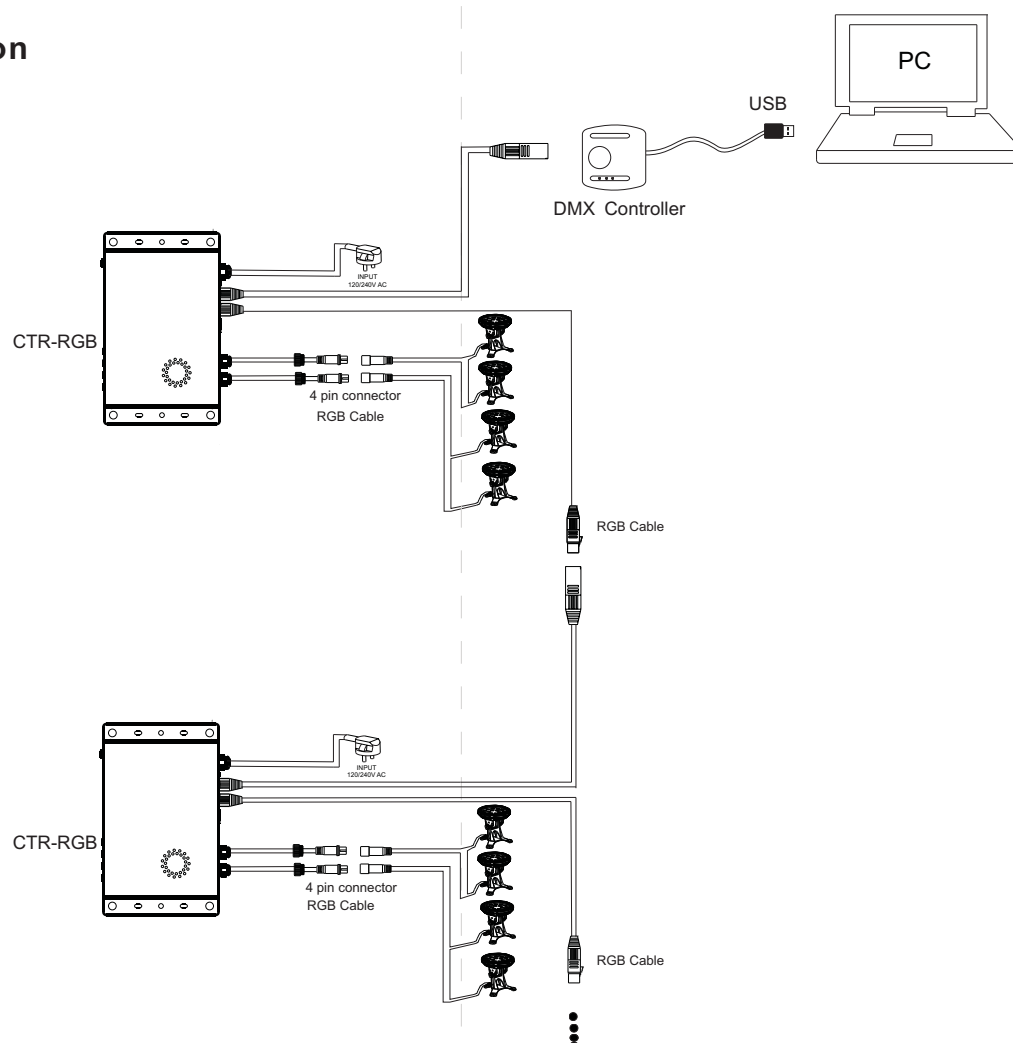 on
PC
USB
DMX Controller
INPUT
120/240V AC
CTR-RGB
4 pin connector
RGB Cable
RGB Cable
INPUT
120/240V AC
CTR-RGB
4 pin connector
RGB Cable
RGB Cable